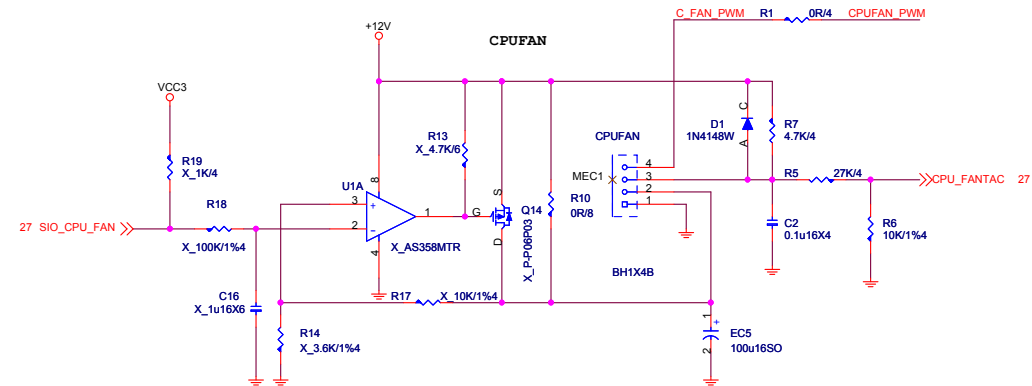 C_FAN_PWM R1 0R/4 CPUFAN_PWM
+12V
CPUFAN
VCC3
R19
X_1K/4
R13
X_4.7K/6
D1
1N4148W
C
A
R7
4.7K/4
CPUFAN
MEC1
4
3
2
1
BH1X4B
R5 27K/4
CPU_FANTAC 27
27 SIO_CPU_FAN
R18
X_100K/1%4
U1A
8
3
2
+
−
1
4
X_AS358MTR
G
S
D
Q14
X_P-P06P03
R10
0R/8
C2
0.1u16X4
R6
10K/1%4
C16
X_1u16X6
R17 X_10K/1%4
R14
X_3.6K/1%4
1
+
2
EC5
100u16SO